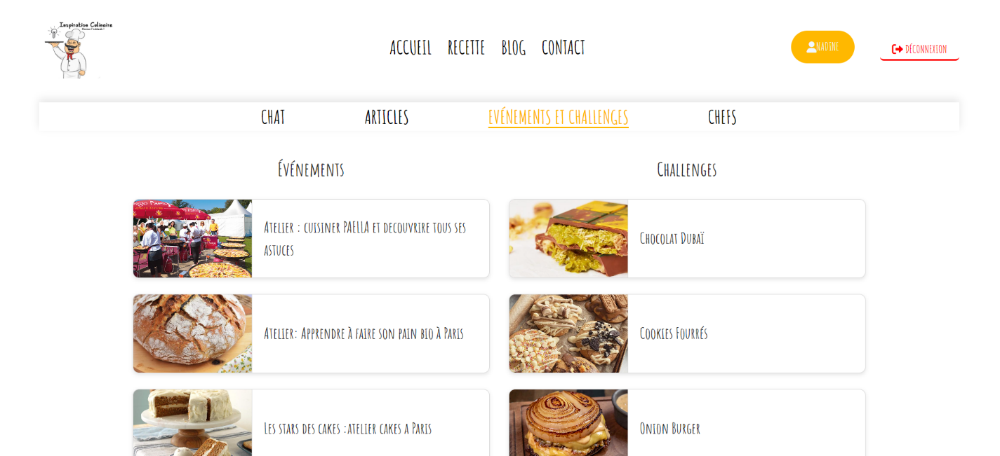 Inspiration Culinaire
ACCUEIL RECETTE BLOG CONTACT
NADINE
DÉCONNEXION
CHAT ARTICLES EVÉNEMENTS ET CHALLENGES CHEFS
Événements
Atelier : cuisiner PAELLA et decouvrire tous ses
astuces
Atelier: Apprendre à faire son pain bio à Paris
Les stars des cakes :atelier cakes a Paris
Challenges
Chocolat Dubaï
Cookies Fourrés
Onion Burger